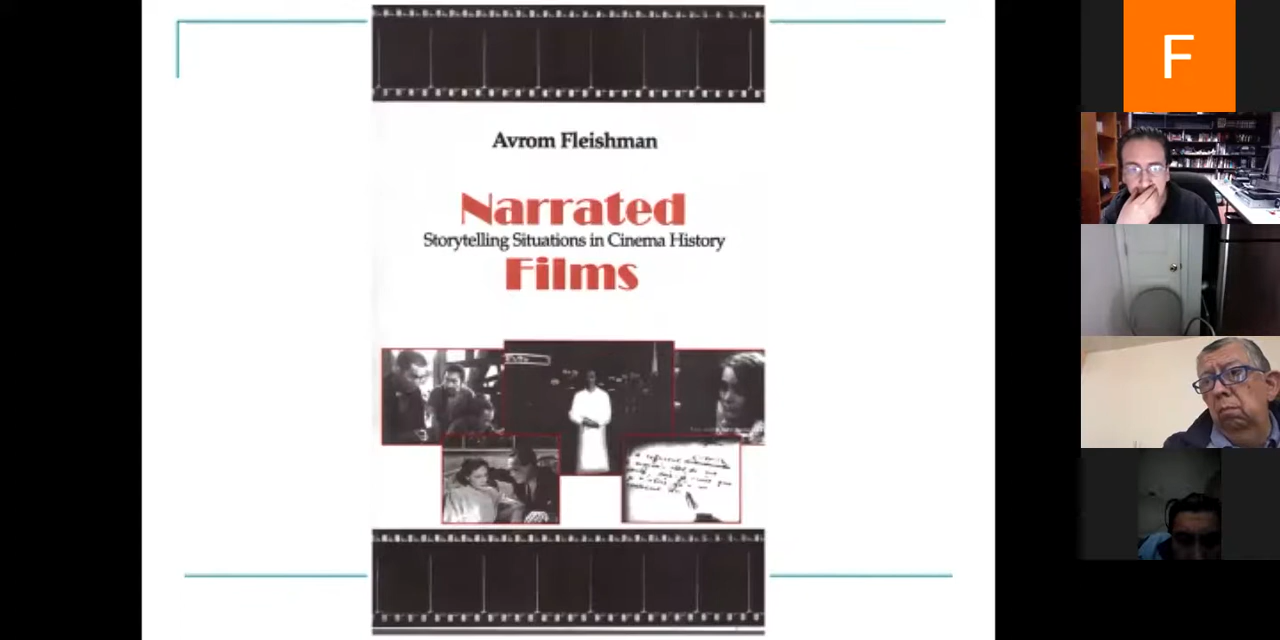 Avrom Fleishman
Narrated
Storytelling Situations in Cinema History
Films
F